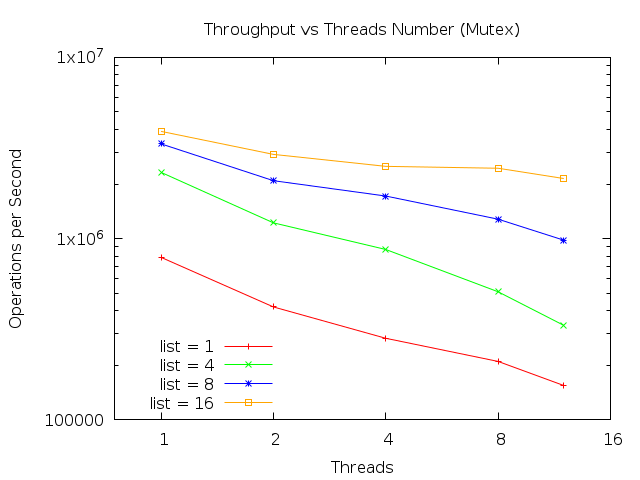 Throughput vs Threads Number (Mutex)
1x10^7
1x10^6
100000
Operations per Second
list = 1
list = 4
list = 8
list = 16
1 2 4 8 16
Threads